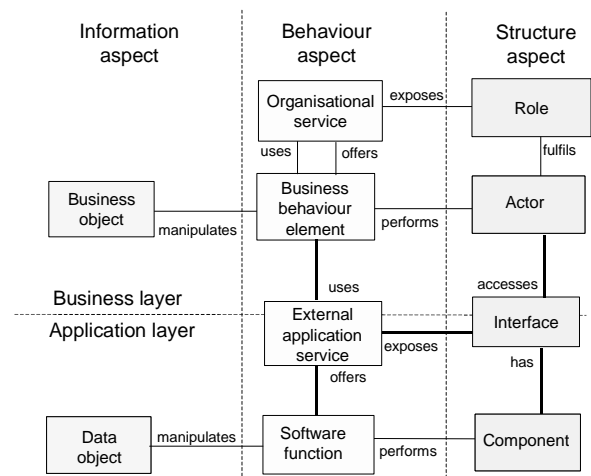 Information
aspect
Behaviour
aspect
Structure
aspect
Organisational
service
exposes
Role
uses
offers
fulfils
Business
object
manipulates
Business
behaviour
element
performs
Actor
uses
accesses
Business layer
Application layer
External
application
service
exposes
Interface
offers
has
Data
object
manipulates
Software
function
performs
Component